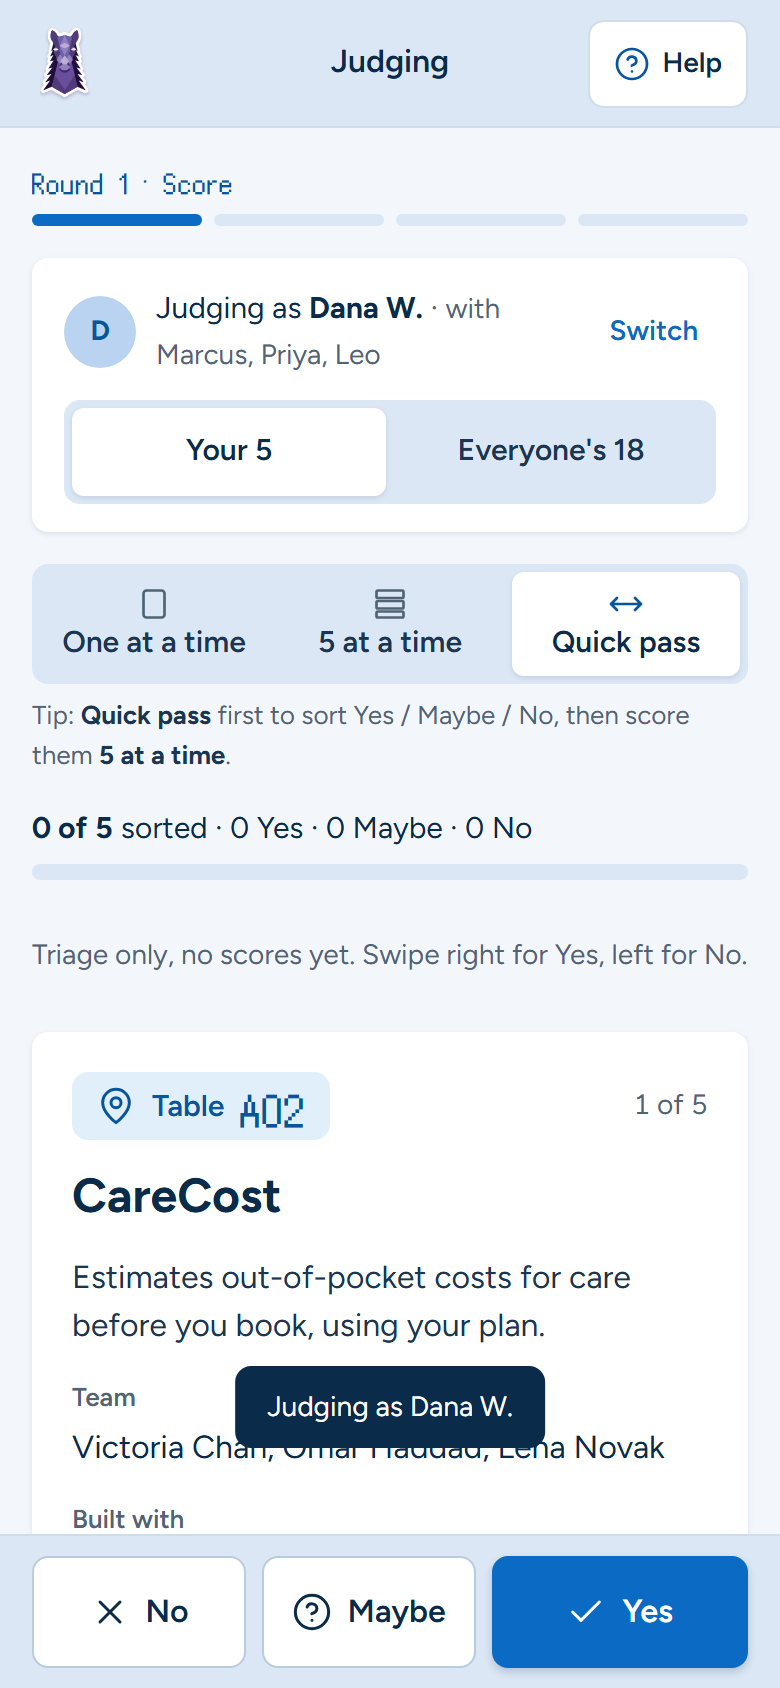 Judging
Help
Round 1 · Score
D
Judging as Dana W. · with
Marcus, Priya, Leo
Switch
Your 5
Everyone's 18
One at a time
5 at a time
Quick pass
Tip: Quick pass first to sort Yes / Maybe / No, then score
them 5 at a time.
0 of 5 sorted · 0 Yes · 0 Maybe · 0 No
Triage only, no scores yet. Swipe right for Yes, left for No.
Table A02
1 of 5
CareCost
Estimates out-of-pocket costs for care
before you book, using your plan.
Team
Judging as Dana W.
Victoria Chan, Omar Haddad, Lena Novak
Built with
No
Maybe
Yes